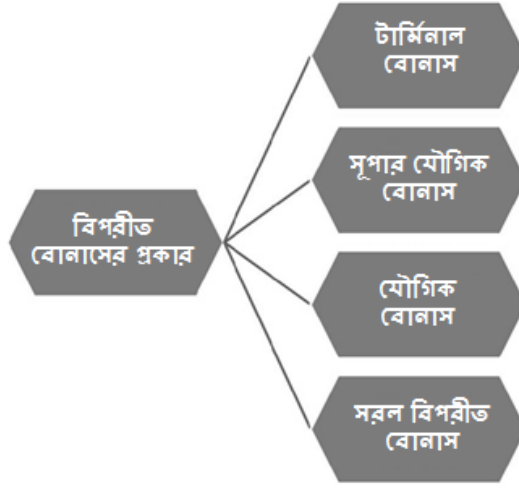 টার্মিনাল
বোনাস
সূপার যৌগিক
বোনাস
বিপরীত
বোনাসের প্রকার
যৌগিক
বোনাস
সরল বিপরীত
বোনাস